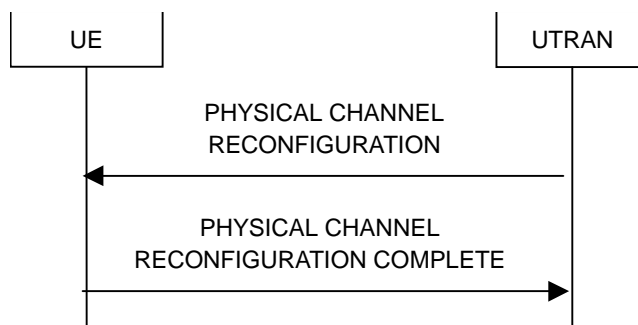 UE
UTRAN
PHYSICAL CHANNEL
RECONFIGURATION
PHYSICAL CHANNEL
RECONFIGURATION COMPLETE